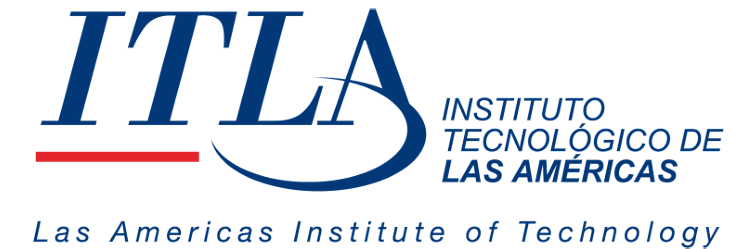 ITLA
INSTITUTO
TECNOLÓGICO DE
LAS AMÉRICAS
Las Americas Institute of Technology